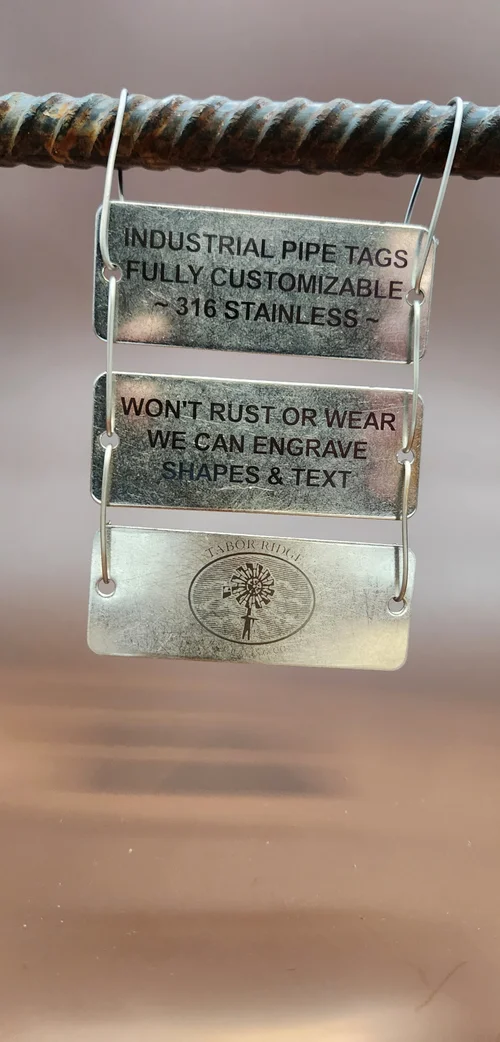 INDUSTRIAL PIPE TAGS
FULLY CUSTOMIZABLE
~ 316 STAINLESS ~
WON'T RUST OR WEAR
WE CAN ENGRAVE
SHAPES & TEXT
TABOR RIDGE